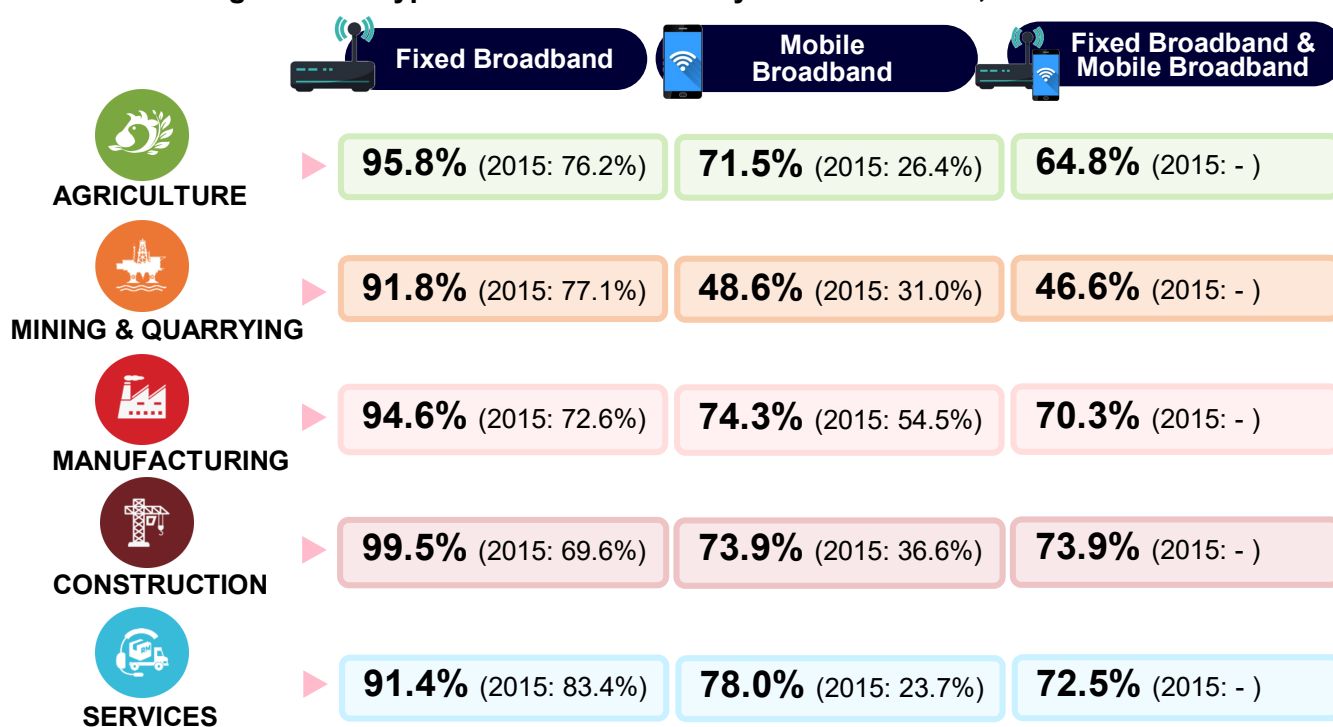 Fixed Broadband
Mobile
Broadband
Fixed Broadband &
Mobile Broadband
AGRICULTURE
95.8% (2015: 76.2%)
71.5% (2015: 26.4%)
64.8% (2015: - )
MINING & QUARRYING
91.8% (2015: 77.1%)
48.6% (2015: 31.0%)
46.6% (2015: - )
MANUFACTURING
94.6% (2015: 72.6%)
74.3% (2015: 54.5%)
70.3% (2015: - )
CONSTRUCTION
99.5% (2015: 69.6%)
73.9% (2015: 36.6%)
73.9% (2015: - )
SERVICES
91.4% (2015: 83.4%)
78.0% (2015: 23.7%)
72.5% (2015: - )